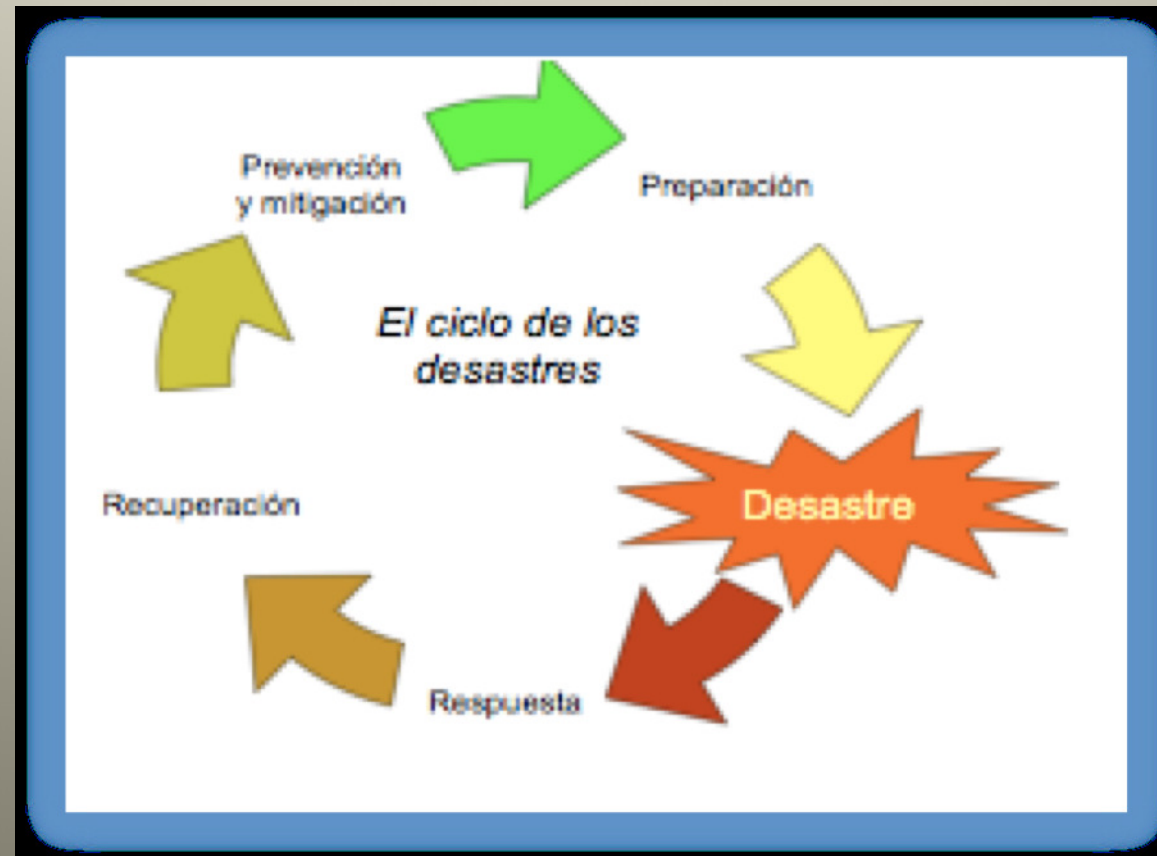 Prevención
y mitigación
Preparación
El ciclo de los
desastres
Desastre
Recuperación
Respuesta